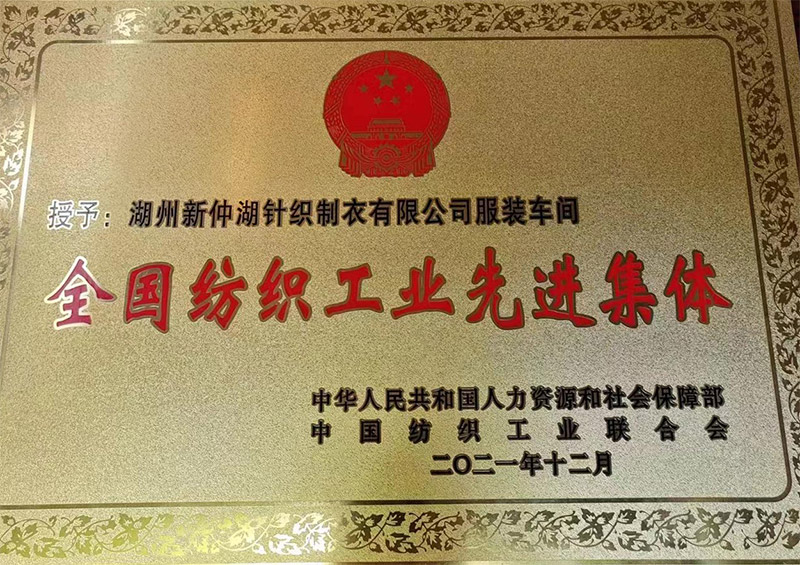 授予：湖州新仲湖针织制衣有限公司服装车间
全国纺织工业先进集体
中华人民共和国人力资源和社会保障部
中国纺织工业联合会
二〇二一年十二月